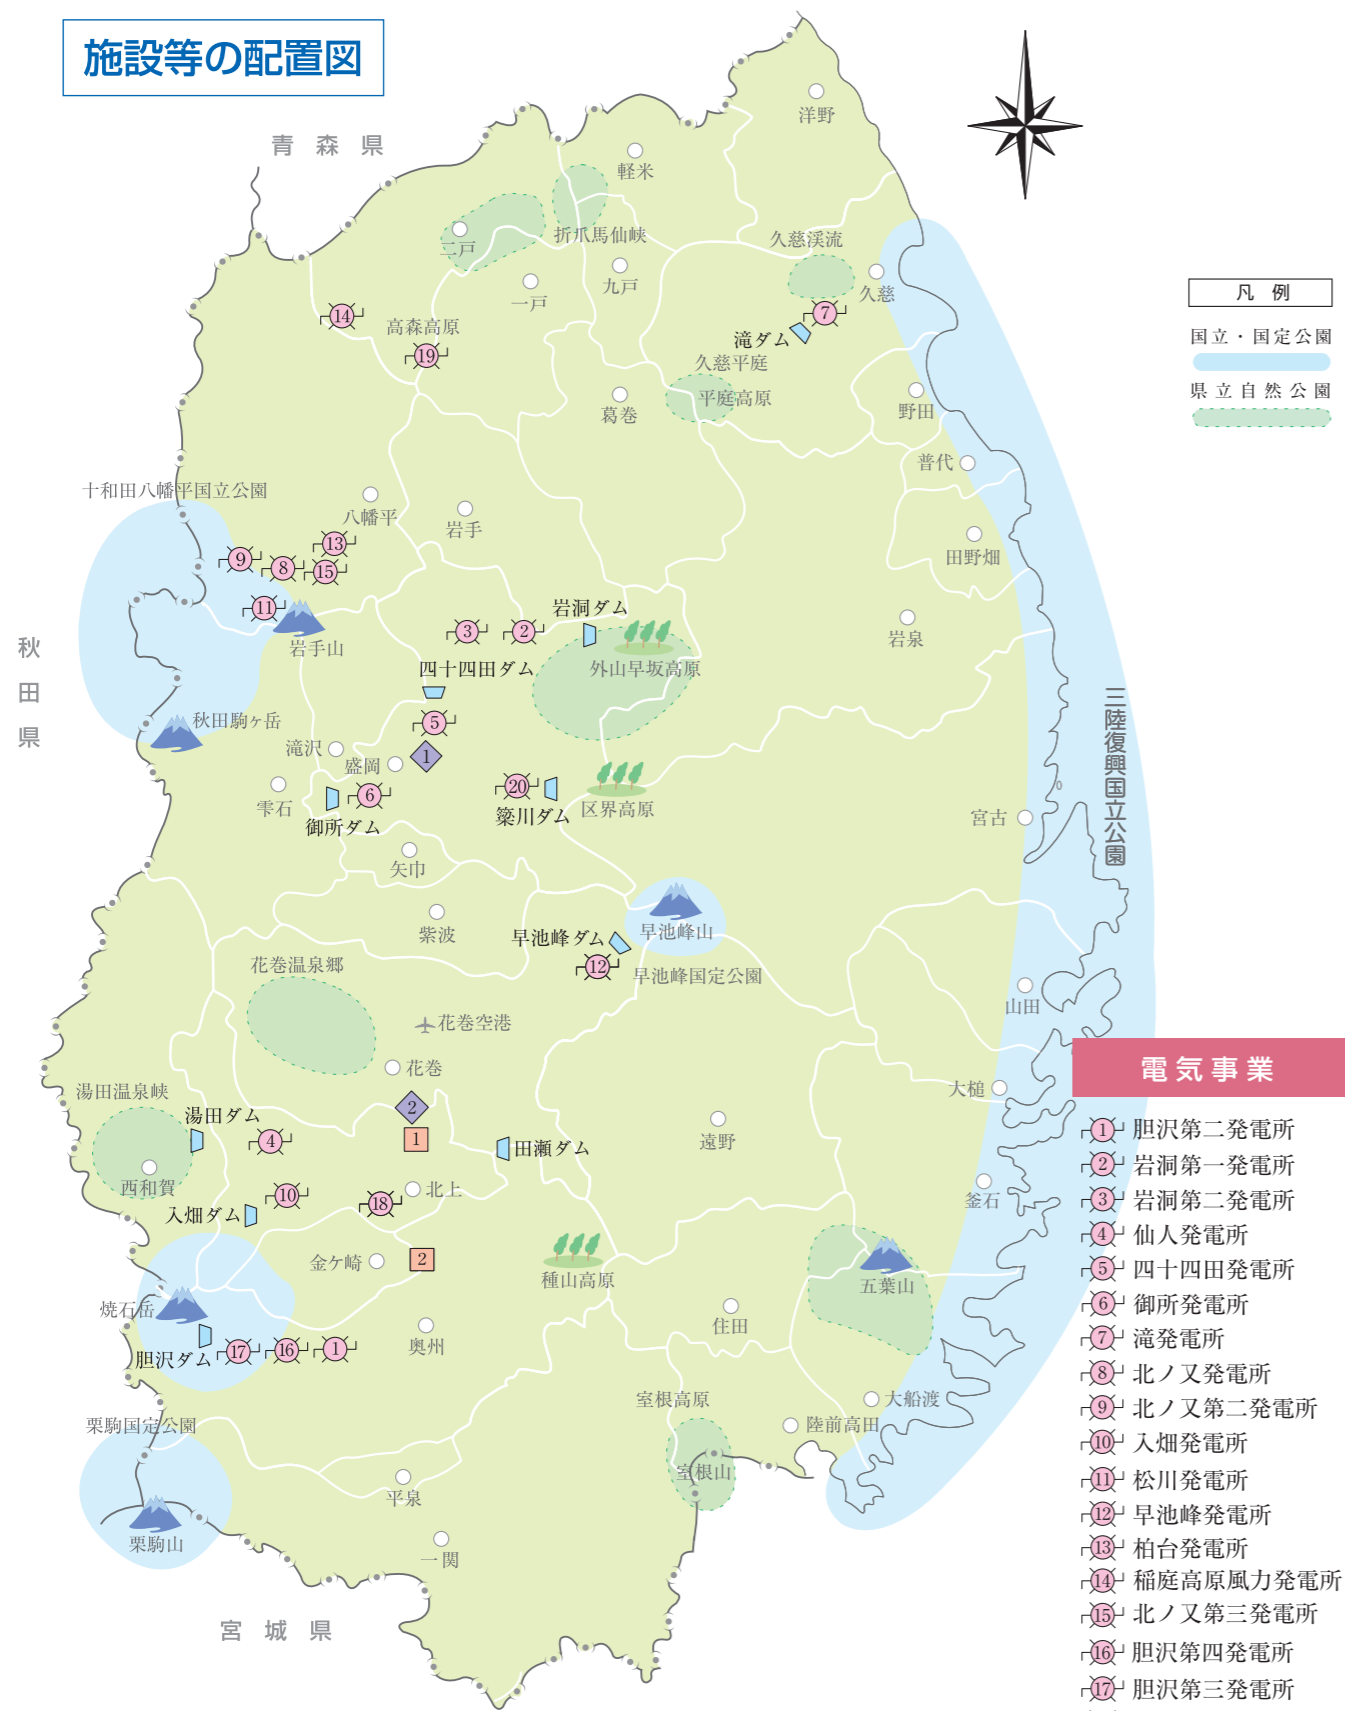 施設等の配置図
青森県
洋野
軽米
二戸
折爪馬仙峡
久慈渓流
一戸
九戸
久慈
凡例
国立・国定公園
県立自然公園
14
高森高原
19
7
滝ダム
久慈平庭
平庭高原
葛巻
野田
普代
十和田八幡平国立公園
八幡平
岩手
田野畑
9
8
13
15
11
岩手山
秋田県
3
2
岩洞ダム
岩泉
四十四田ダム
外山早坂高原
5
秋田駒ヶ岳
滝沢
盛岡
1
三陸復興国立公園
雫石
6
御所ダム
20
簗川ダム
区界高原
宮古
矢巾
紫波
早池峰ダム
早池峰山
12
早池峰国定公園
花巻温泉郷
花巻空港
山田
花巻
湯田温泉峡
湯田ダム
4
2
1
田瀬ダム
遠野
大槌
西和賀
10
入畑ダム
18
北上
釜石
金ケ崎
2
種山高原
五葉山
焼石岳
胆沢ダム
17
16
1
奥州
住田
栗駒国定公園
室根高原
大船渡
陸前高田
室根山
平泉
栗駒山
一関
宮城県
電気事業
1 胆沢第二発電所
2 岩洞第一発電所
3 岩洞第二発電所
4 仙人発電所
5 四十四田発電所
6 御所発電所
7 滝発電所
8 北ノ又発電所
9 北ノ又第二発電所
10 入畑発電所
11 松川発電所
12 早池峰発電所
13 柏台発電所
14 稲庭高原風力発電所
15 北ノ又第三発電所
16 胆沢第四発電所
17 胆沢第三発電所